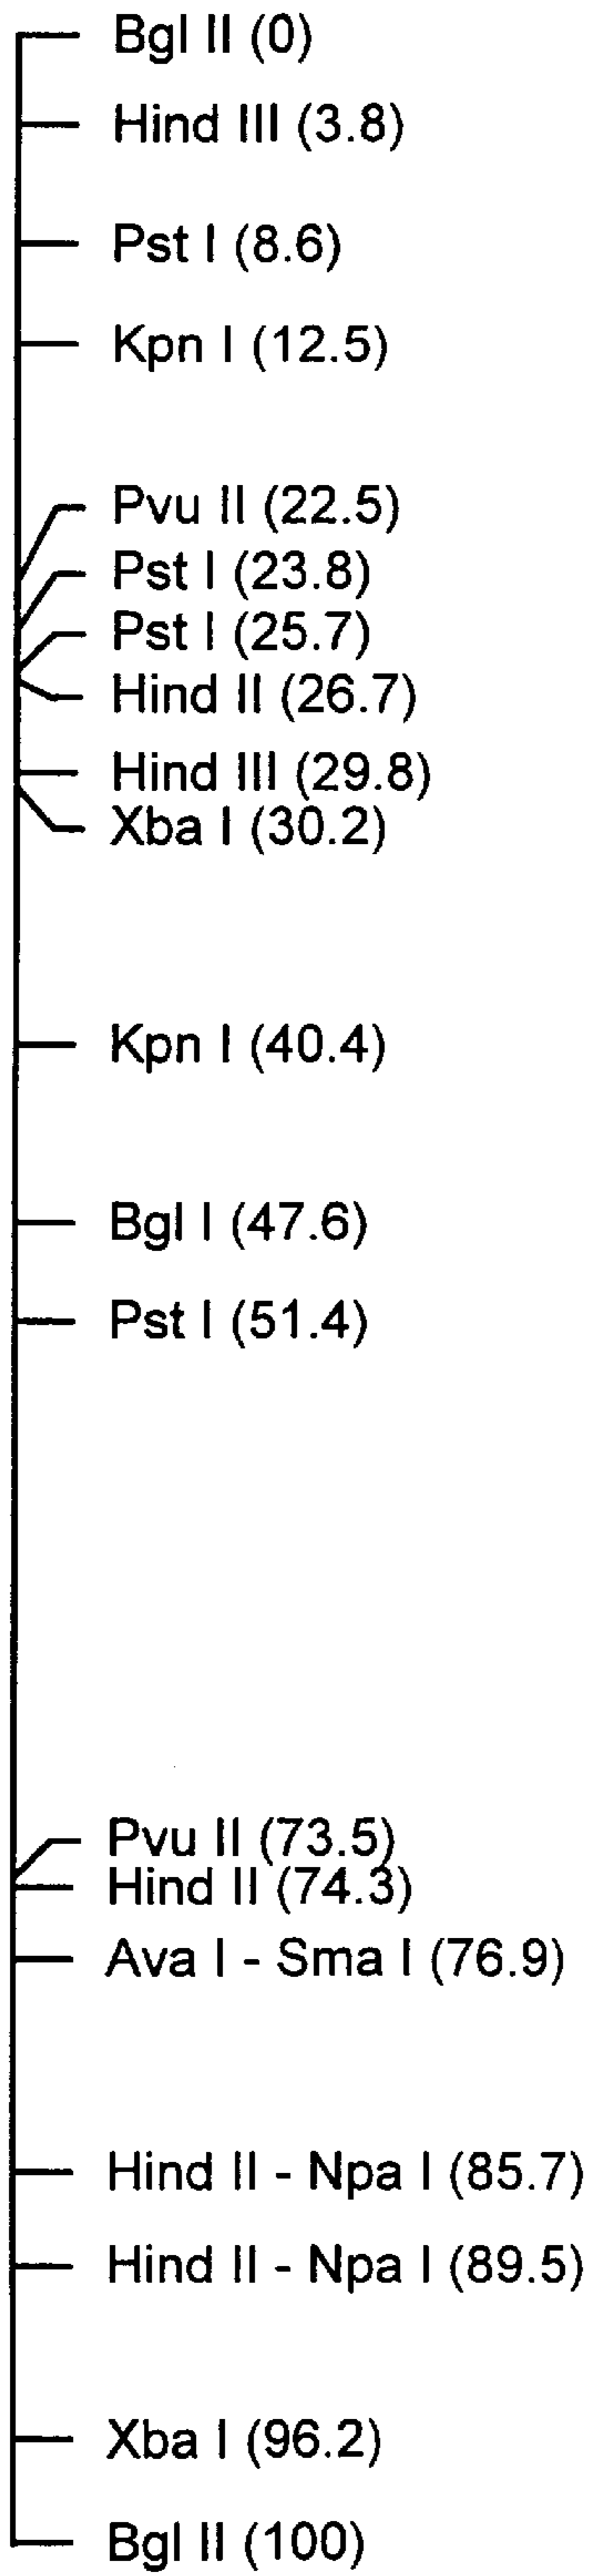 Bgl II (0)
Hind III (3.8)
Pst I (8.6)
Kpn I (12.5)
Pvu II (22.5)
Pst I (23.8)
Pst I (25.7)
Hind II (26.7)
Hind III (29.8)
Xba I (30.2)
Kpn I (40.4)
Bgl I (47.6)
Pst I (51.4)
Pvu II (73.5)
Hind II (74.3)
Ava I - Sma I (76.9)
Hind II - Npa I (85.7)
Hind II - Npa I (89.5)
Xba I (96.2)
Bgl II (100)